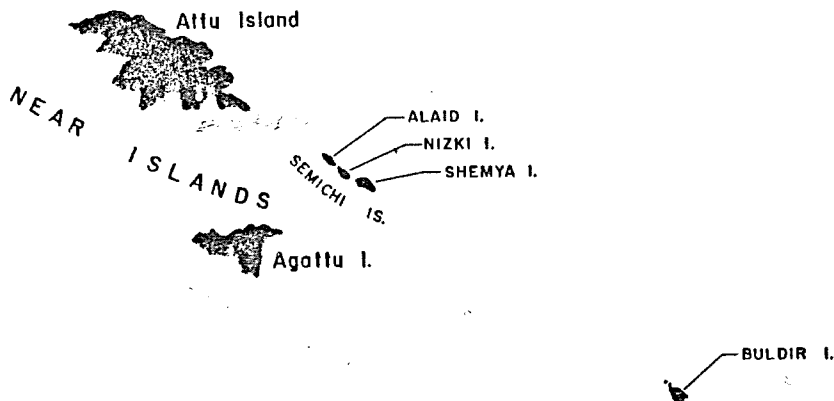 Attu Island
NEAR ISLANDS
ALAID I.
NIZKI I.
SHEMYA I.
SEMICHI IS.
Agattu I.
BULDIR I.